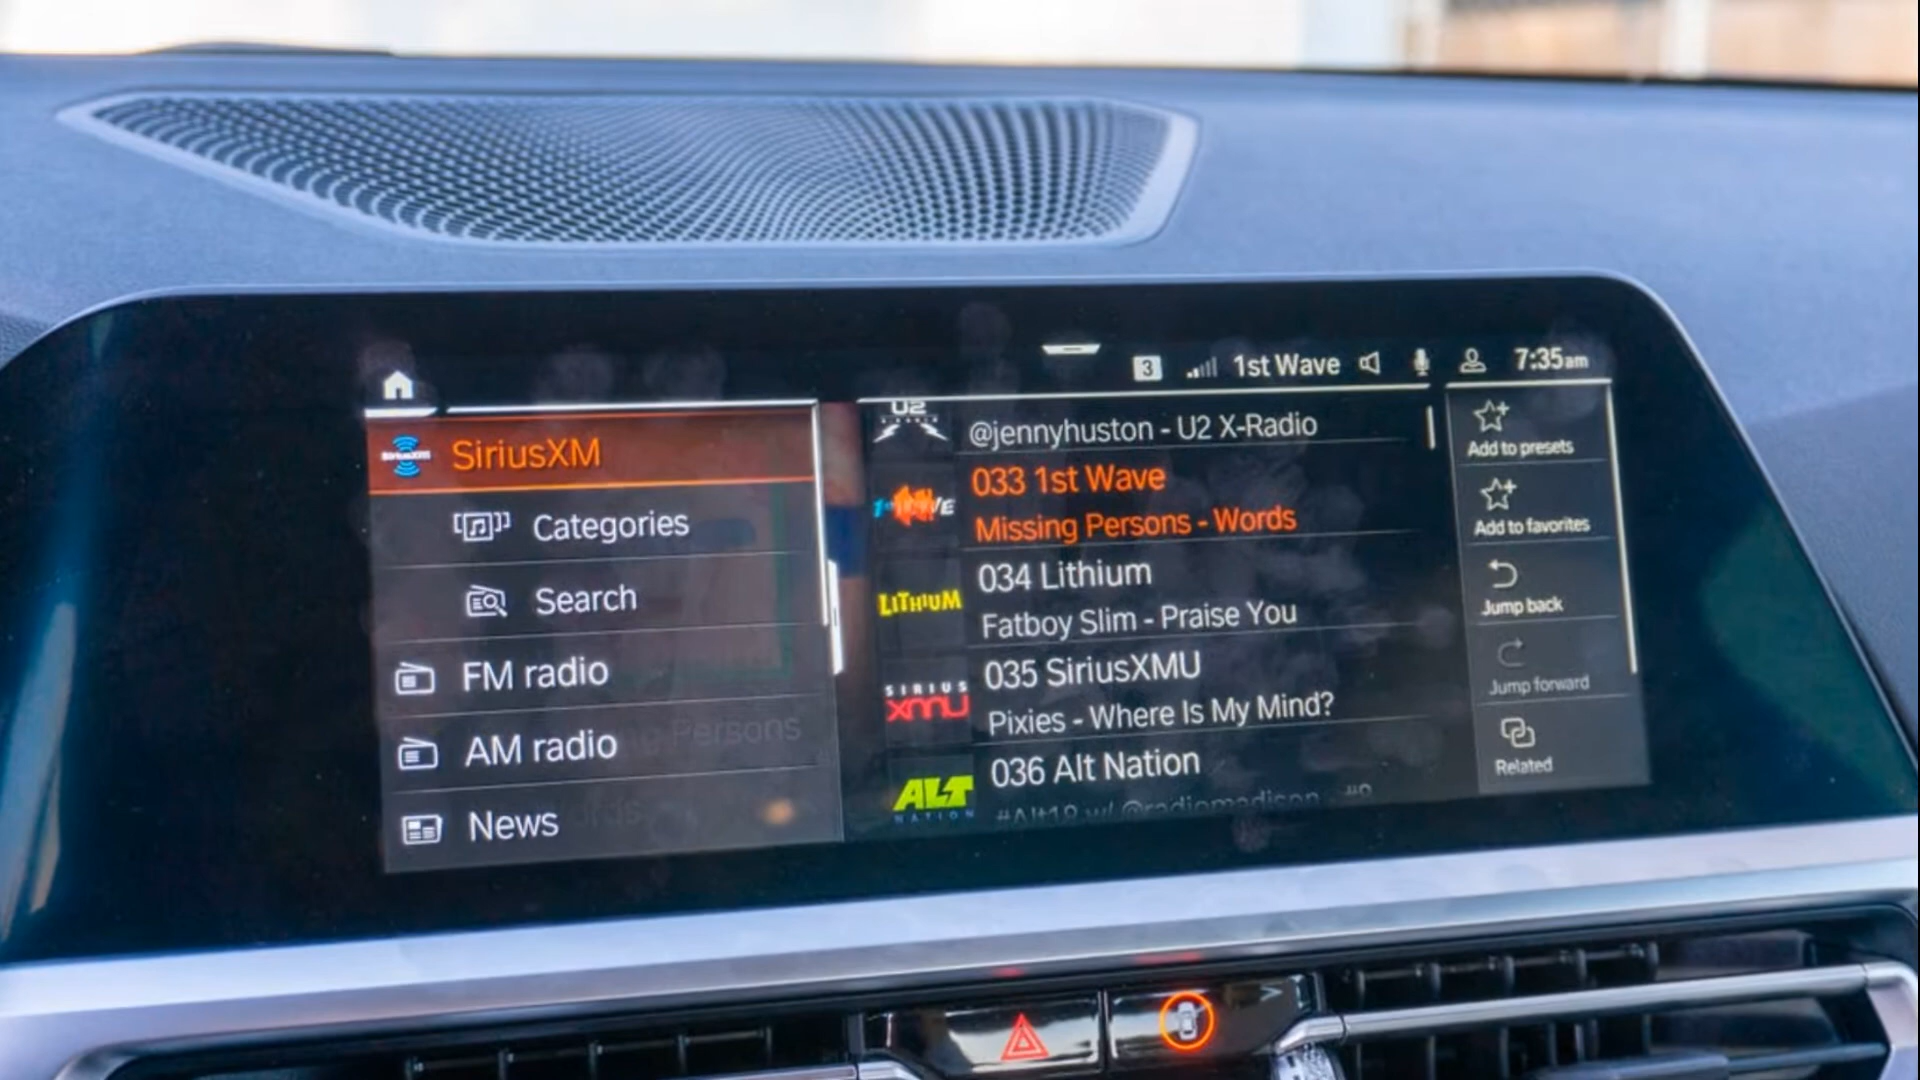 3 1st Wave 7:35am
SiriusXM
Categories
Search
FM radio
AM radio
News
U2
@jennyhuston - U2 X-Radio
033 1st Wave
Missing Persons - Words
LITHIUM
034 Lithium
Fatboy Slim - Praise You
SIRIUS
xmu
035 SiriusXMU
Pixies - Where Is My Mind?
ALT
NATION
036 Alt Nation
#Alt18 w/ @radiomadison
Add to presets
Add to favorites
Jump back
Jump forward
Related